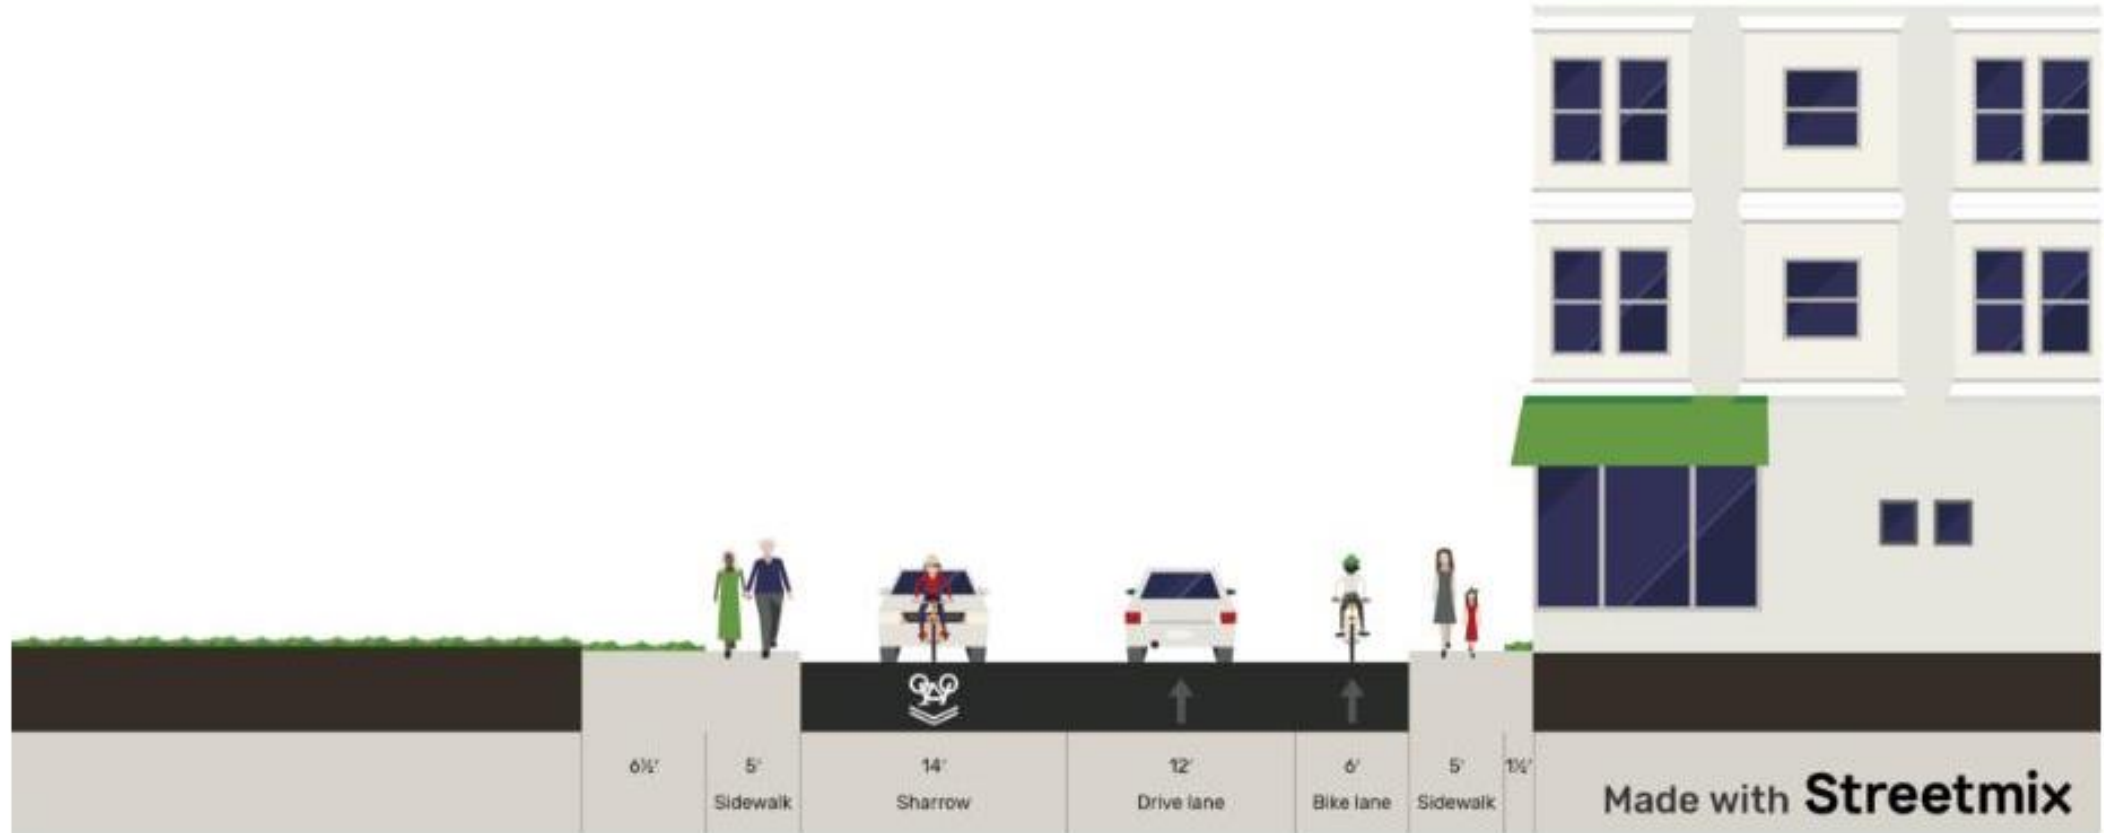 6½' 5' 14' 12' 6' 5' 1½'
Sidewalk Sharrow Drive lane Bike lane Sidewalk
Made with Streetmix